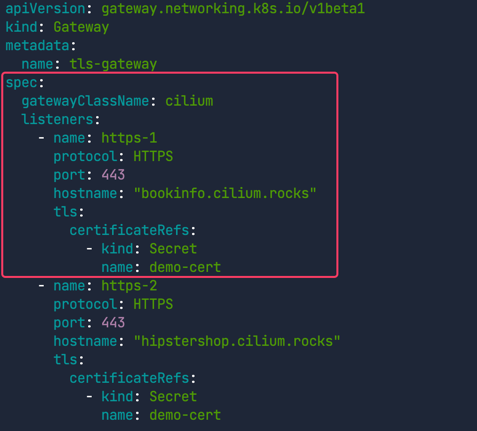 apiVersion: gateway.networking.k8s.io/v1beta1
kind: Gateway
metadata:
  name: tls-gateway
spec:
  gatewayClassName: cilium
  listeners:
    - name: https-1
      protocol: HTTPS
      port: 443
      hostname: "bookinfo.cilium.rocks"
      tls:
        certificateRefs:
          - kind: Secret
            name: demo-cert
    - name: https-2
      protocol: HTTPS
      port: 443
      hostname: "hipstershop.cilium.rocks"
      tls:
        certificateRefs:
          - kind: Secret
            name: demo-cert